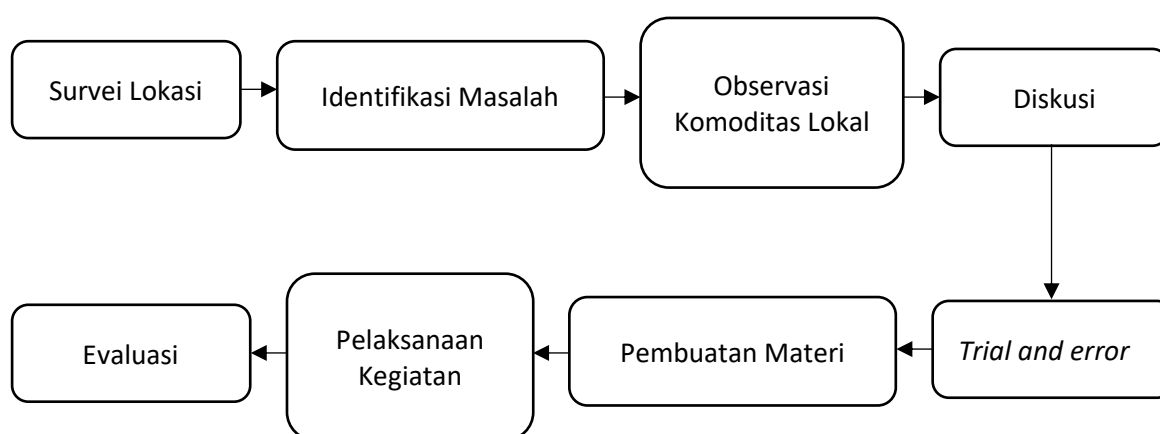 Survei Lokasi
Identifikasi Masalah
Observasi
Komoditas Lokal
Diskusi
Trial and error
Pembuatan Materi
Pelaksanaan
Kegiatan
Evaluasi